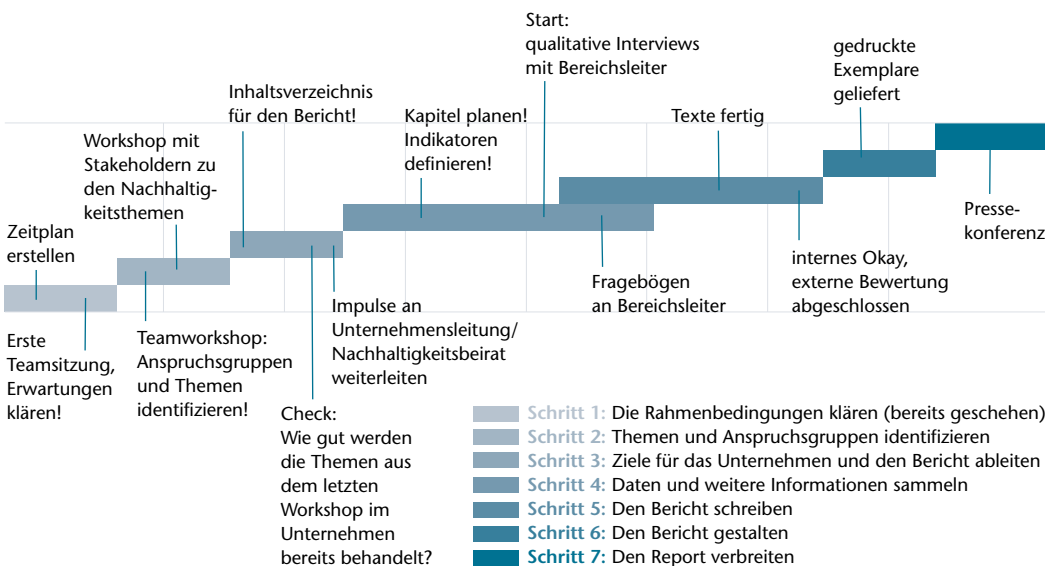 Start:
qualitative Interviews
mit Bereichsleiter
gedruckte
Exemplare
geliefert
Inhaltsverzeichnis
für den Bericht!
Kapitel planen!
Indikatoren
definieren!
Texte fertig
Workshop mit
Stakeholdern zu
den Nachhaltig-
keitsthemen
Zeitplan
erstellen
Presse-
konferenz
internes Okay,
externe Bewertung
abgeschlossen
Fragebögen
an Bereichsleiter
Impulse an
Unternehmensleitung/
Nachhaltigkeitsbeirat
weiterleiten
Erste
Teamsitzung,
Erwartungen
klären!
Teamworkshop:
Anspruchsgruppen
und Themen
identifizieren!
Check:
Wie gut werden
die Themen aus
dem letzten
Workshop im
Unternehmen
bereits behandelt?
Schritt 1: Die Rahmenbedingungen klären (bereits geschehen)
Schritt 2: Themen und Anspruchsgruppen identifizieren
Schritt 3: Ziele für das Unternehmen und den Bericht ableiten
Schritt 4: Daten und weitere Informationen sammeln
Schritt 5: Den Bericht schreiben
Schritt 6: Den Bericht gestalten
Schritt 7: Den Report verbreiten